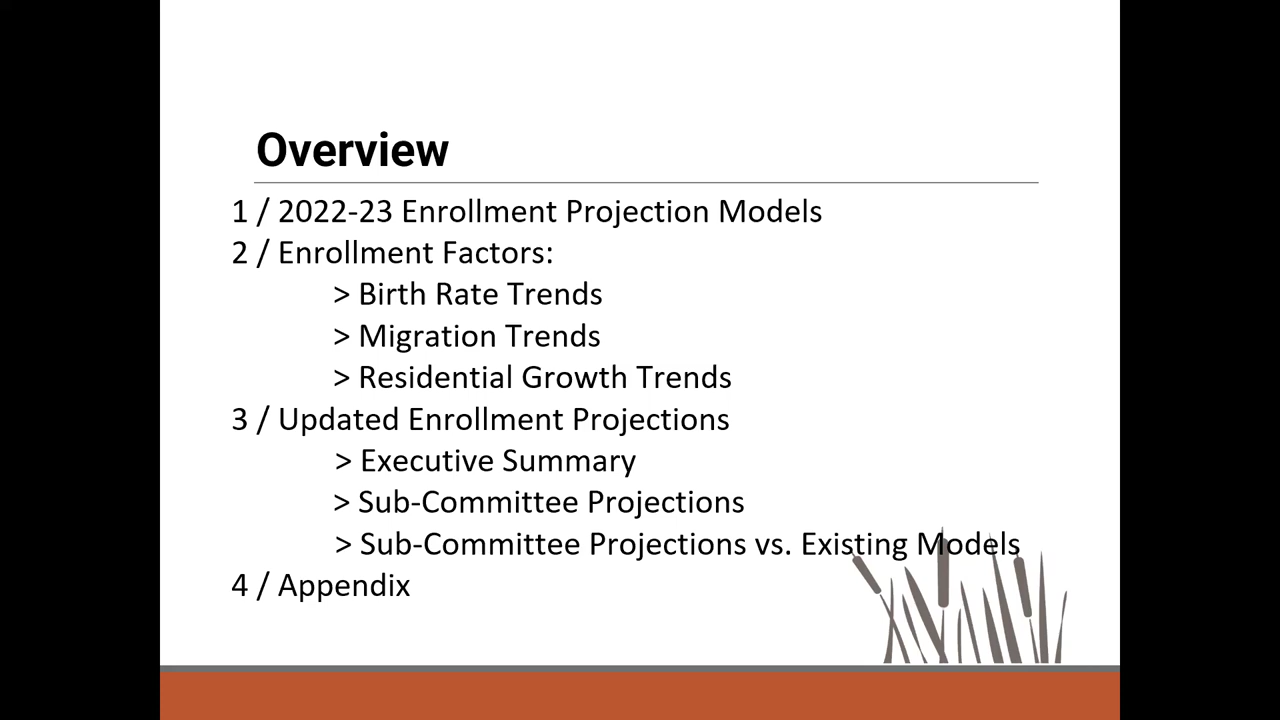 Overview
1 / 2022-23 Enrollment Projection Models
2 / Enrollment Factors:
> Birth Rate Trends
> Migration Trends
> Residential Growth Trends
3 / Updated Enrollment Projections
> Executive Summary
> Sub-Committee Projections
> Sub-Committee Projections vs. Existing Models
4 / Appendix